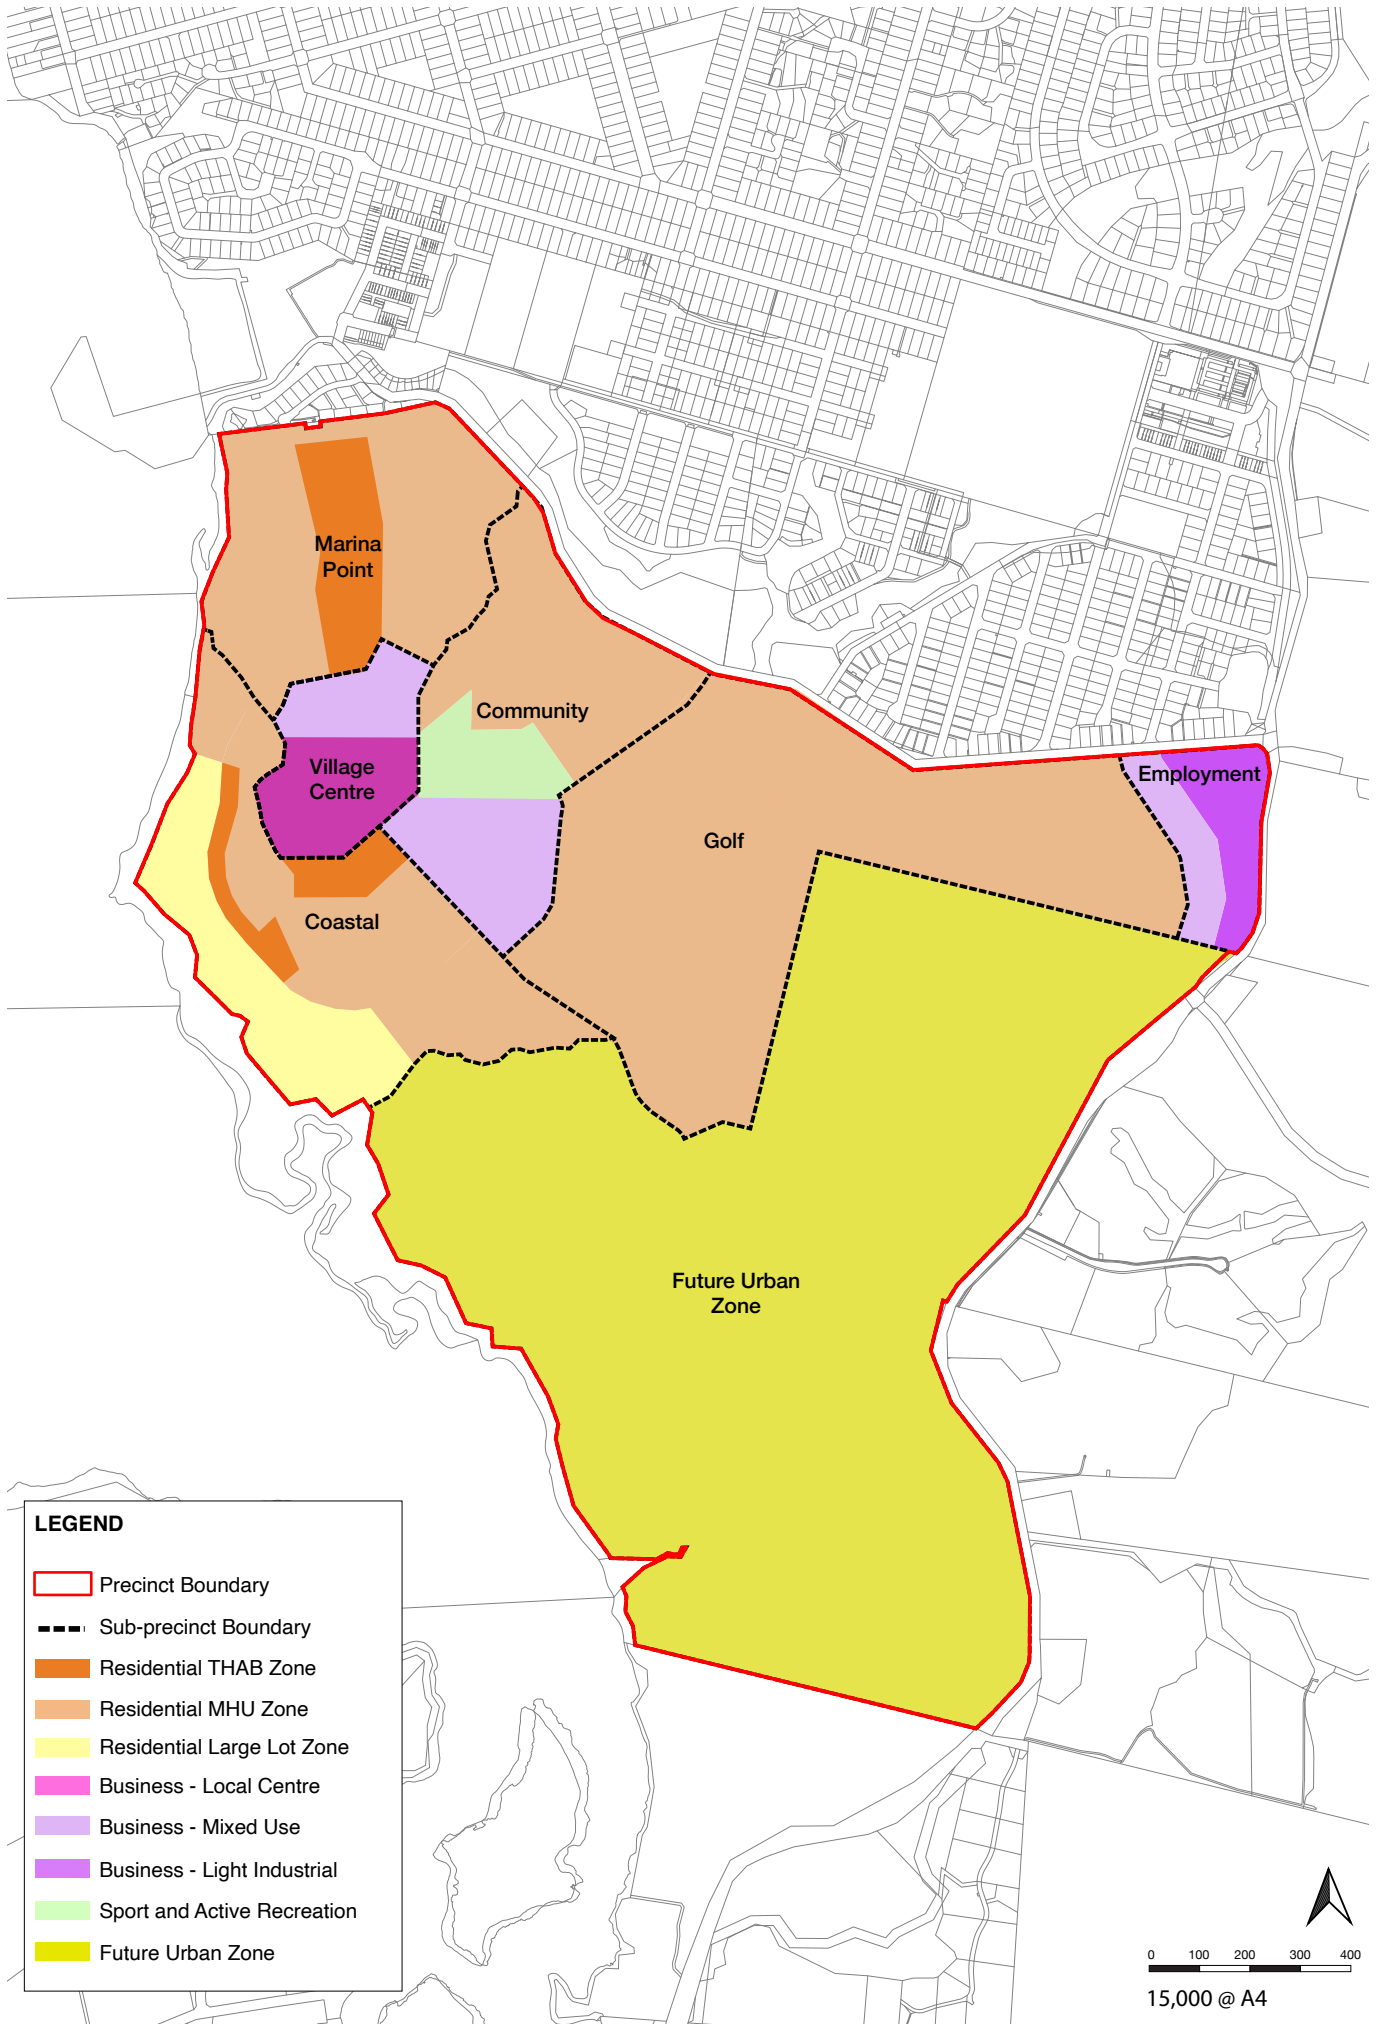 Marina
Point
Community
Village
Centre
Employment
Golf
Coastal
Future Urban
Zone
LEGEND
Precinct Boundary
Sub-precinct Boundary
Residential THAB Zone
Residential MHU Zone
Residential Large Lot Zone
Business - Local Centre
Business - Mixed Use
Business - Light Industrial
Sport and Active Recreation
Future Urban Zone
0 100 200 300 400
15,000 @ A4